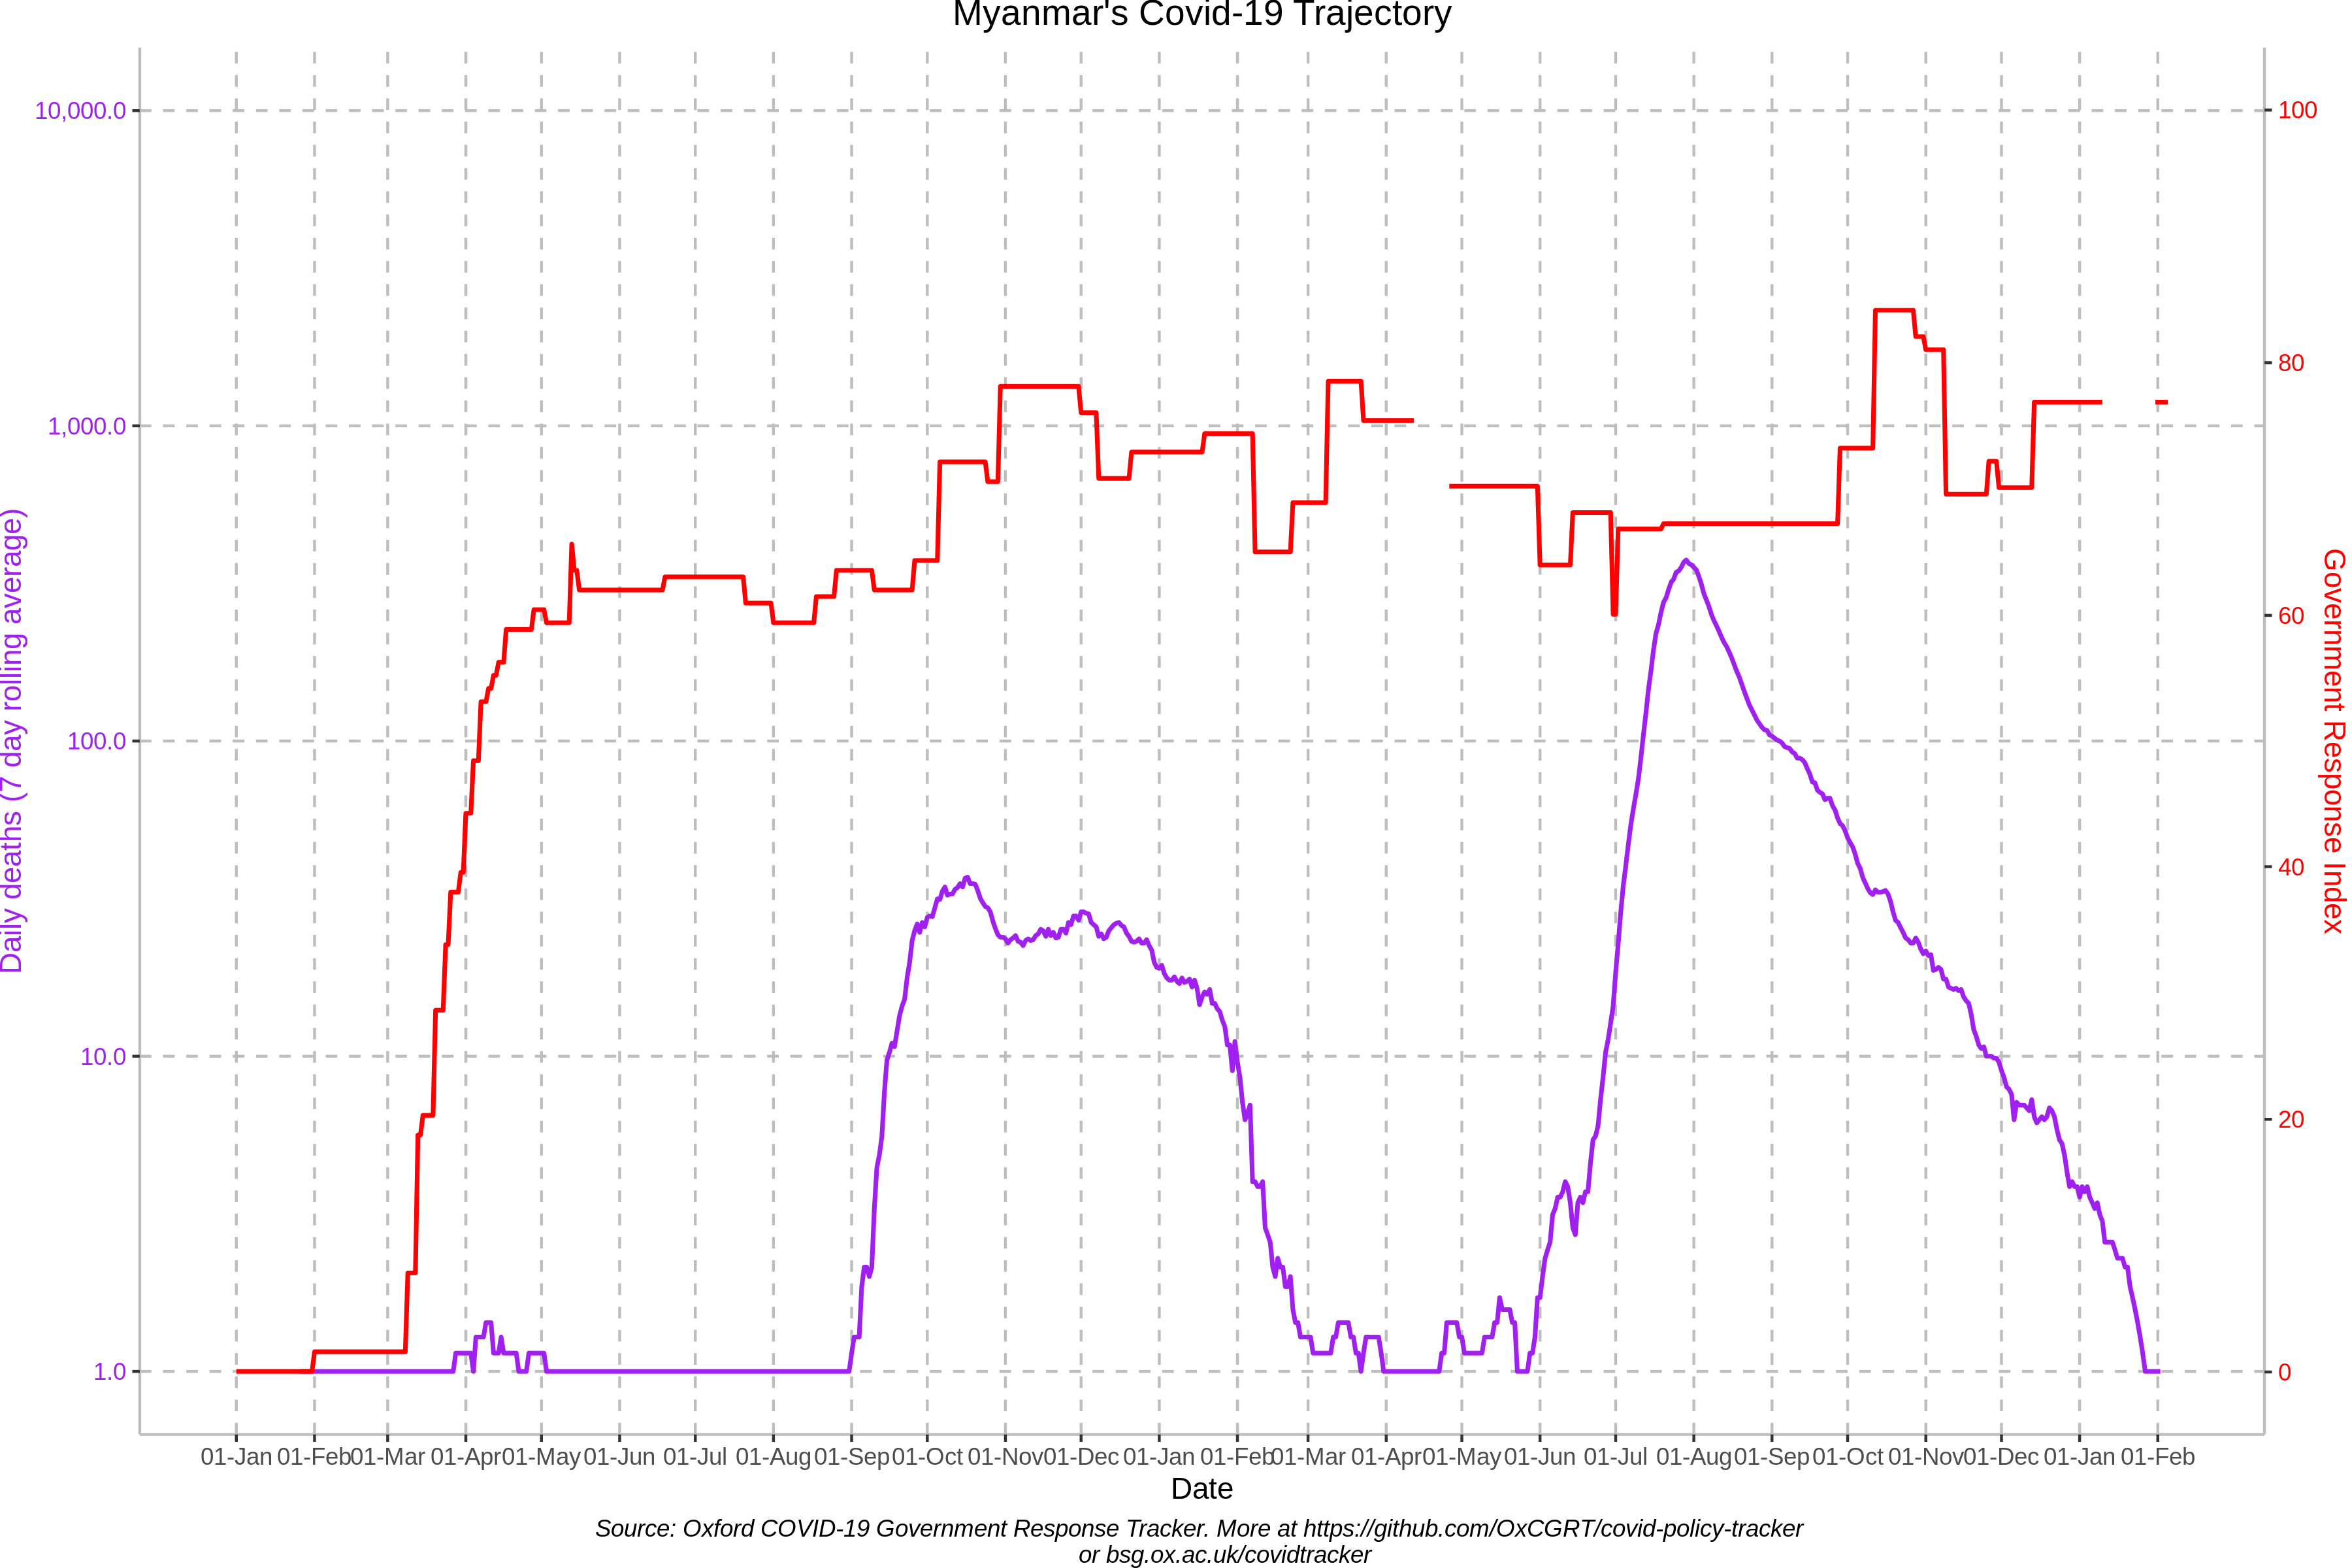 Myanmar's Covid-19 Trajectory
10,000.0
1,000.0
100.0
10.0
1.0
Daily deaths (7 day rolling average)
100
80
60
40
20
0
Government Response Index
01-Jan 01-Feb 01-Mar 01-Apr 01-May 01-Jun 01-Jul 01-Aug 01-Sep 01-Oct 01-Nov 01-Dec 01-Jan 01-Feb 01-Mar 01-Apr 01-May 01-Jun 01-Jul 01-Aug 01-Sep 01-Oct 01-Nov 01-Dec 01-Jan 01-Feb
Date
Source: Oxford COVID-19 Government Response Tracker. More at https://github.com/OxCGRT/covid-policy-tracker
or bsg.ox.ac.uk/covidtracker